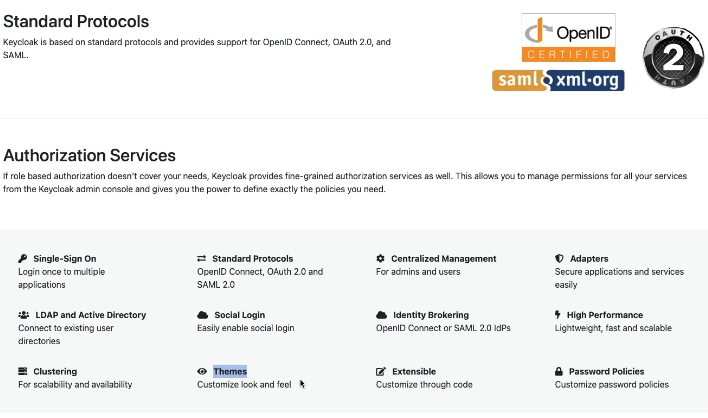 Standard Protocols
Keycloak is based on standard protocols and provides support for OpenID Connect, OAuth 2.0, and
SAML.
OpenID
CERTIFIED
saml xml.org
OAUTH
2
AUTH
Authorization Services
If role based authorization doesn't cover your needs, Keycloak provides fine-grained authorization services as well. This allows you to manage permissions for all your services
from the Keycloak admin console and gives you the power to define exactly the policies you need.
Single-Sign On
Login once to multiple
applications
Standard Protocols
OpenID Connect, OAuth 2.0 and
SAML 2.0
Centralized Management
For admins and users
Adapters
Secure applications and services
easily
LDAP and Active Directory
Connect to existing user
directories
Social Login
Easily enable social login
Identity Brokering
OpenID Connect or SAML 2.0 IdPs
High Performance
Lightweight, fast and scalable
Clustering
For scalability and availability
Themes
Customize look and feel
Extensible
Customize through code
Password Policies
Customize password policies